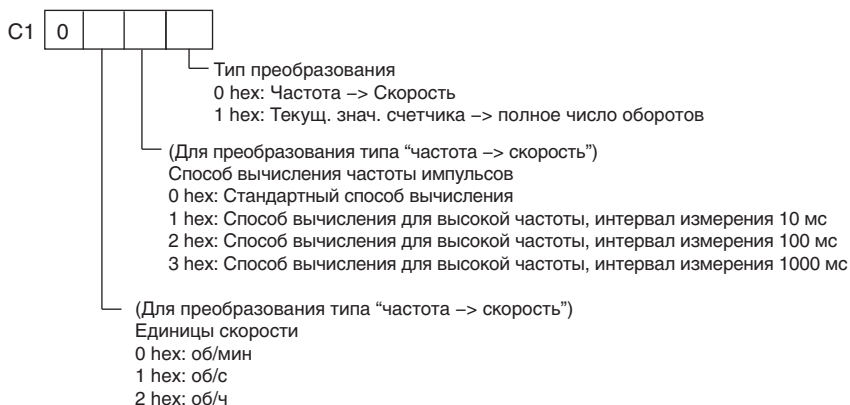 C1 0
Тип преобразования
0 hex: Частота −> Скорость
1 hex: Текущ. знач. счетчика −> полное число оборотов
(Для преобразования типа “частота −> скорость”)
Способ вычисления частоты импульсов
0 hex: Стандартный способ вычисления
1 hex: Способ вычисления для высокой частоты, интервал измерения 10 мс
2 hex: Способ вычисления для высокой частоты, интервал измерения 100 мс
3 hex: Способ вычисления для высокой частоты, интервал измерения 1000 мс
(Для преобразования типа “частота −> скорость”)
Единицы скорости
0 hex: об/мин
1 hex: об/с
2 hex: об/ч